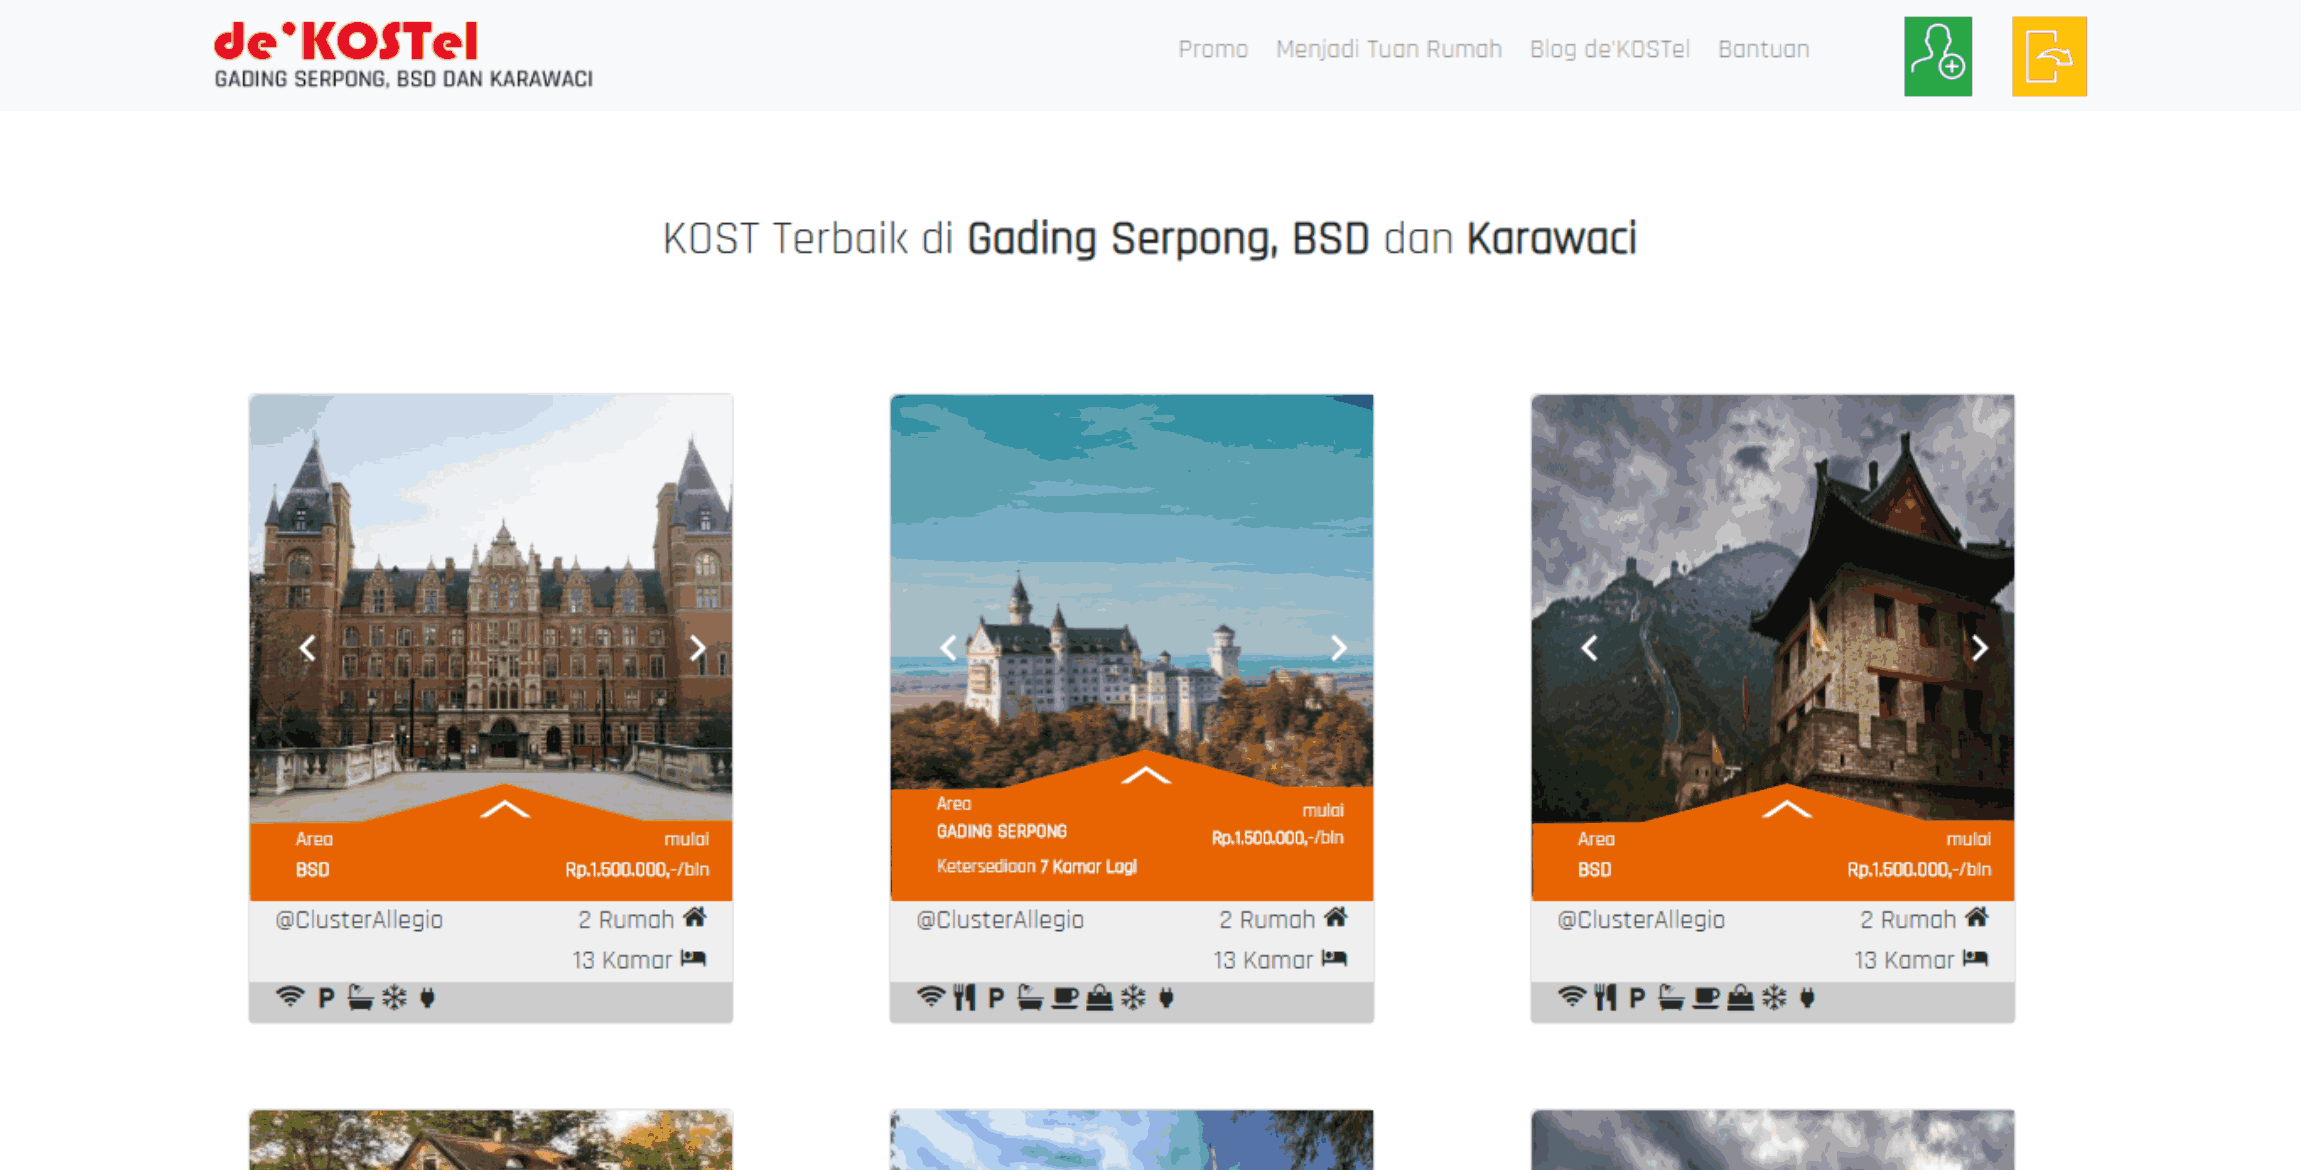 de'KOSTel
GADING SERPONG, BSD DAN KARAWACI
Promo
Menjadi Tuan Rumah
Blog de'KOSTel
Bantuan
KOST Terbaik di Gading Serpong, BSD dan Karawaci
Area
mulai
BSD
Rp.1.500.000,-/bln
@ClusterAllegio
2 Rumah
13 Kamar
P
Area
mulai
GADING SERPONG
Rp.1.500.000,-/bln
Ketersediaan 7 Kamar Lagi
@ClusterAllegio
2 Rumah
13 Kamar
P
Area
mulai
BSD
Rp.1.500.000,-/bln
@ClusterAllegio
2 Rumah
13 Kamar
P